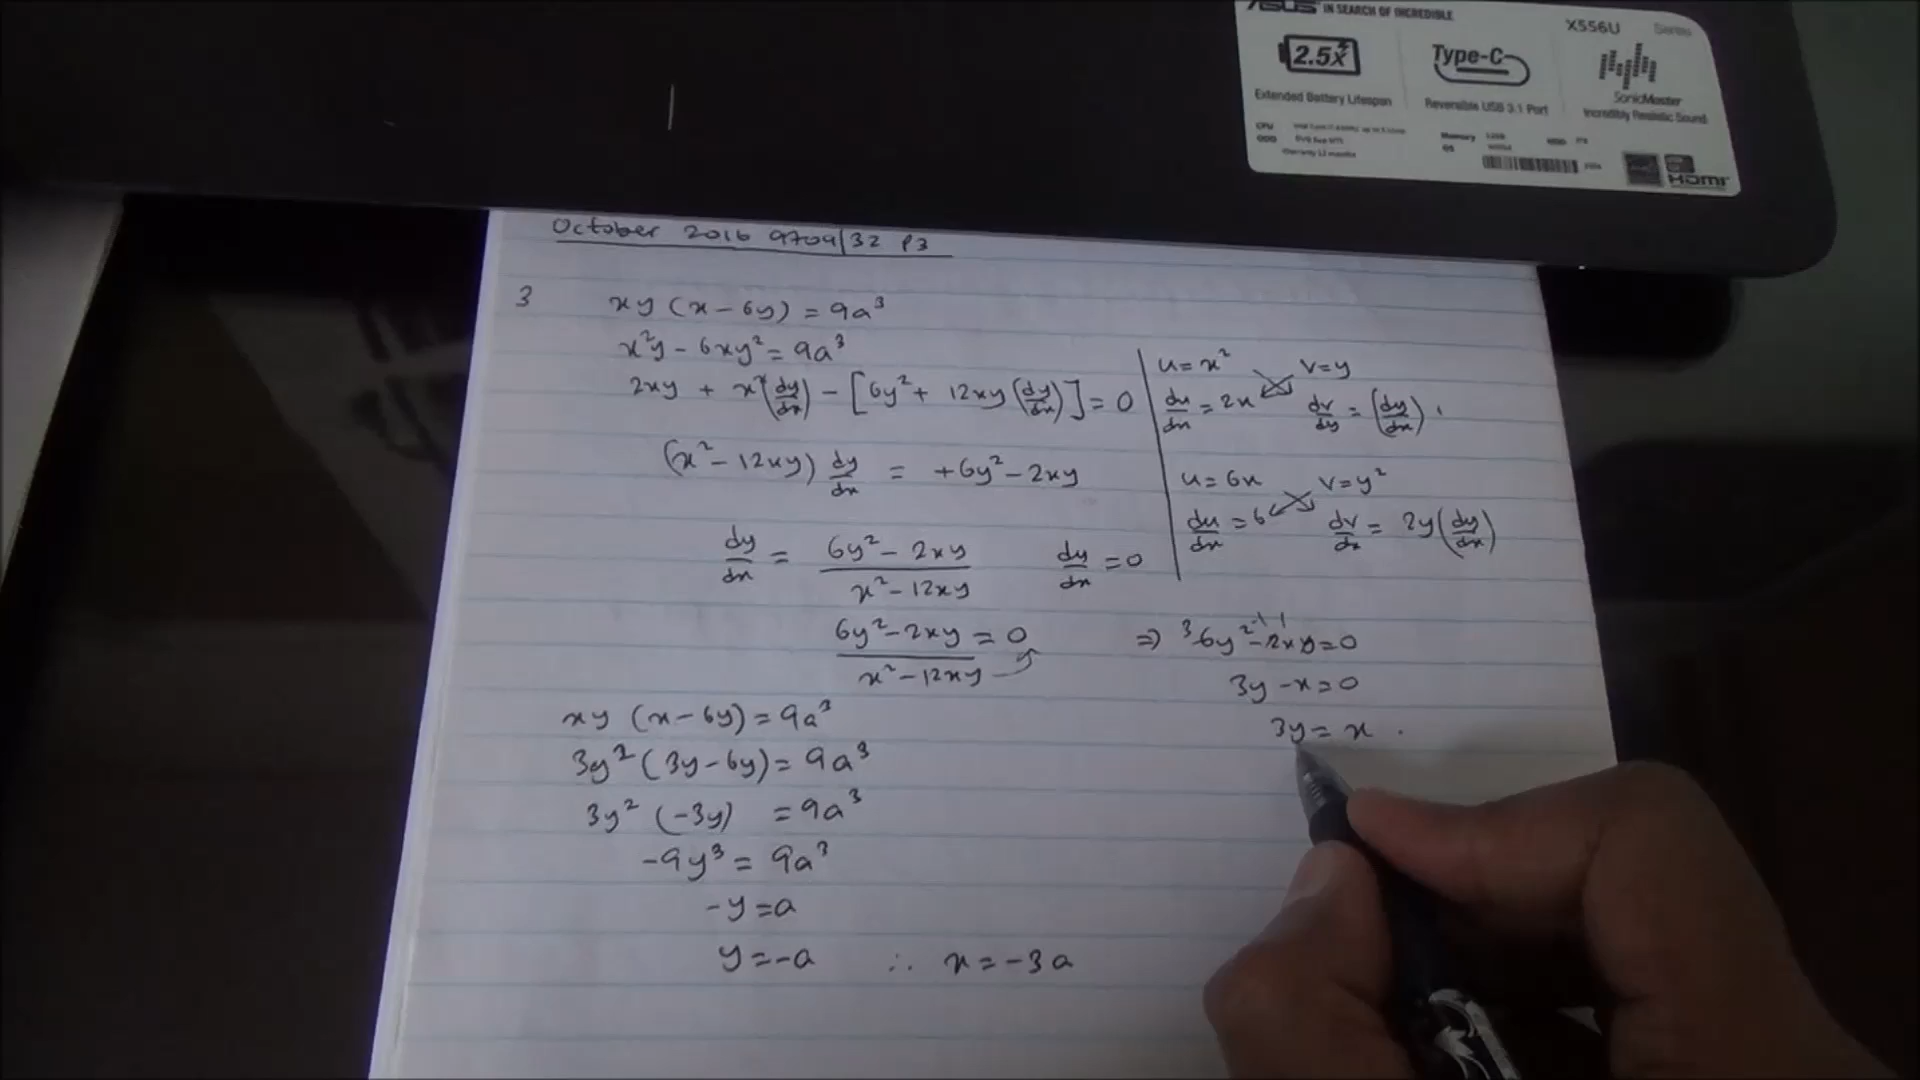 ASUS IN SEARCH OF INCREDIBLE
X556U Series
2.5X
Type-C
SonicMaster
Extended Battery Lifespan
Reversible USB 3.1 Port
Incredibly Realistic Sound
CPU
ODD
Memory
OS
HDD
HDMI
October 2016 9709/32 P3
3 xy (x - 6y) = 9a³
x²y - 6xy² = 9a³
2xy + x²(dy/dx) - [6y² + 12xy (dy/dx)] = 0
(x² - 12xy) dy/dx = +6y² - 2xy
dy/dx = (6y² - 2xy)/(x² - 12xy) dy/dx = 0
(6y² - 2xy)/(x² - 12xy) = 0
xy (x - 6y) = 9a³
3y² (3y - 6y) = 9a³
3y² (-3y) = 9a³
-9y³ = 9a³
-y = a
y = -a ∴ x = -3a
u = x² v = y
du/dx = 2x dv/dy = (dy/dx)
u = 6x v = y²
du/dx = 6 dv/dx = 2y(dy/dx)
⇒ 6y² - 2xy = 0
3y - x = 0
3y = x